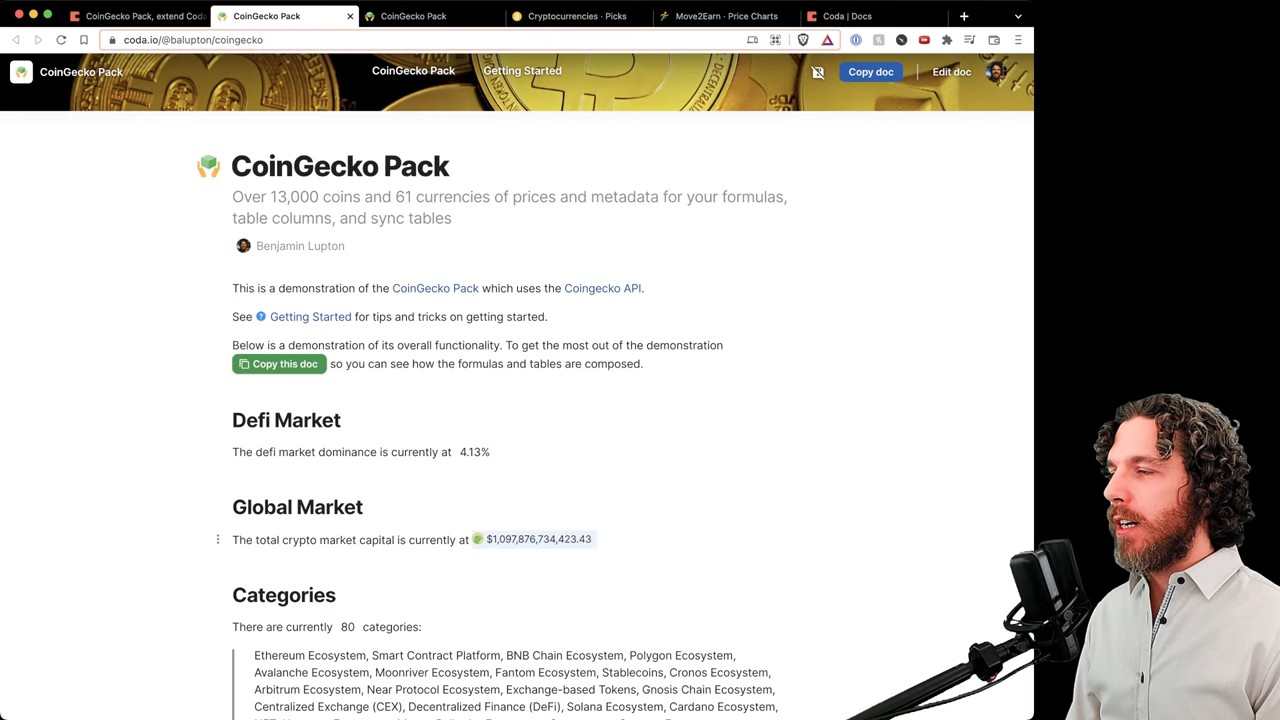 CoinGecko Pack, extend Coda
CoinGecko Pack
CoinGecko Pack
Cryptocurrencies · Picks
Move2Earn · Price Charts
Coda | Docs
coda.io/@balupton/coingecko
CoinGecko Pack
CoinGecko Pack
Getting Started
Copy doc
Edit doc
CoinGecko Pack
Over 13,000 coins and 61 currencies of prices and metadata for your formulas,
table columns, and sync tables
Benjamin Lupton
This is a demonstration of the CoinGecko Pack which uses the Coingecko API.
See Getting Started for tips and tricks on getting started.
Below is a demonstration of its overall functionality. To get the most out of the demonstration
Copy this doc so you can see how the formulas and tables are composed.
Defi Market
The defi market dominance is currently at 4.13%
Global Market
The total crypto market capital is currently at $1,097,876,734,423.43
Categories
There are currently 80 categories:
Ethereum Ecosystem, Smart Contract Platform, BNB Chain Ecosystem, Polygon Ecosystem,
Avalanche Ecosystem, Moonriver Ecosystem, Fantom Ecosystem, Stablecoins, Cronos Ecosystem,
Arbitrum Ecosystem, Near Protocol Ecosystem, Exchange-based Tokens, Gnosis Chain Ecosystem,
Centralized Exchange (CEX), Decentralized Finance (DeFi), Solana Ecosystem, Cardano Ecosystem,